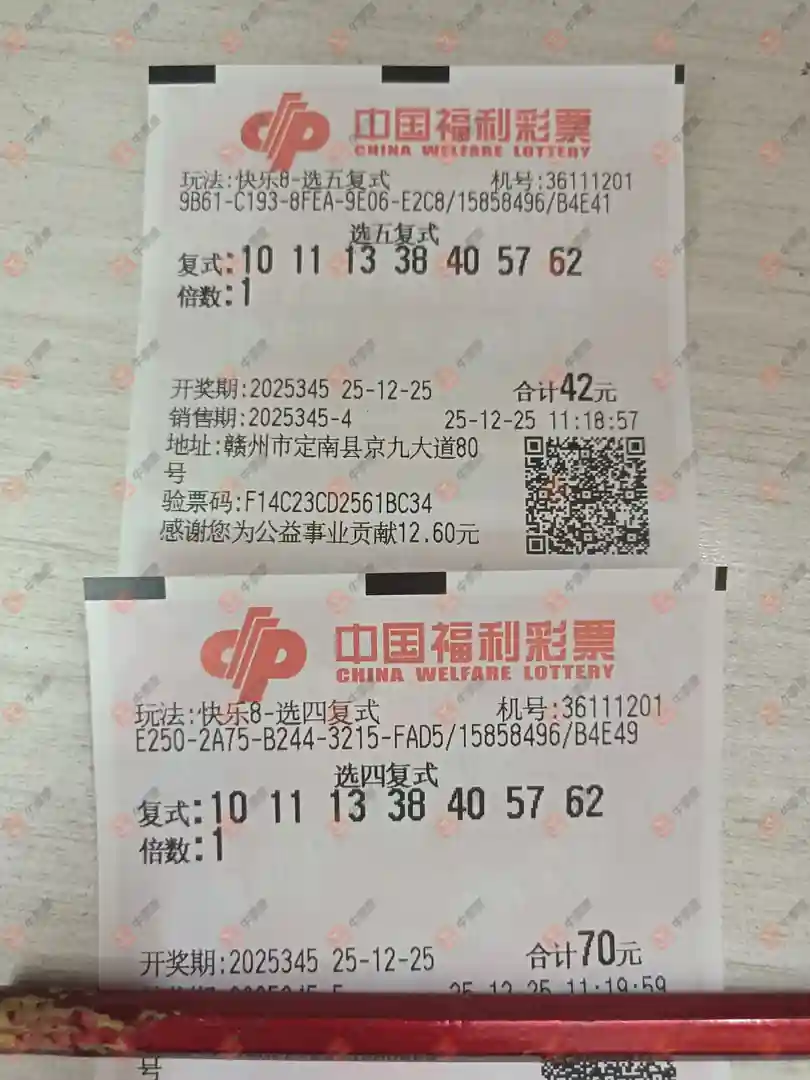 中国福利彩票
CHINA WELFARE LOTTERY
玩法:快乐8-选五复式 机号:36111201
9B61-C193-8FEA-9E06-E2C8/15858496/B4E41
选五复式
复式:10 11 13 38 40 57 62
倍数:1
开奖期:2025345 25-12-25 合计42元
销售期:2025345-4 25-12-25 11:18:57
地址:赣州市定南县京九大道80
号
验票码:F14C23CD2561BC34
感谢您为公益事业贡献12.60元
中国福利彩票
CHINA WELFARE LOTTERY
玩法:快乐8-选四复式 机号:36111201
E250-2A75-B244-3215-FAD5/15858496/B4E49
选四复式
复式:10 11 13 38 40 57 62
倍数:1
开奖期:2025345 25-12-25 合计70元
25-12-25 11:19:59
号